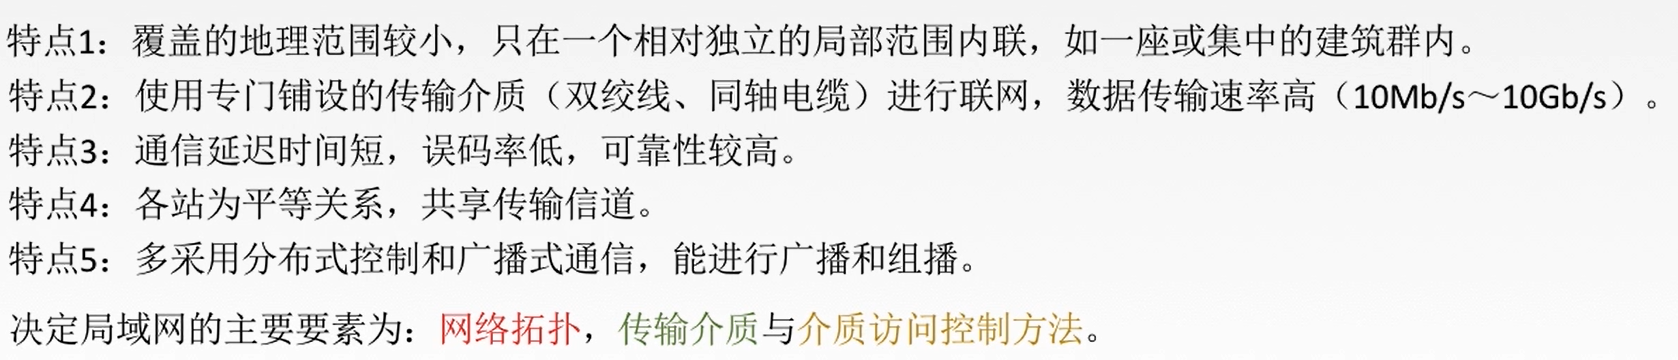 特点1：覆盖的地理范围较小，只在一个相对独立的局部范围内联，如一座或集中的建筑群内。
特点2：使用专门铺设的传输介质（双绞线、同轴电缆）进行联网，数据传输速率高（10Mb/s～10Gb/s）。
特点3：通信延迟时间短，误码率低，可靠性较高。
特点4：各站为平等关系，共享传输信道。
特点5：多采用分布式控制和广播式通信，能进行广播和组播。
决定局域网的主要要素为：网络拓扑，传输介质与介质访问控制方法。